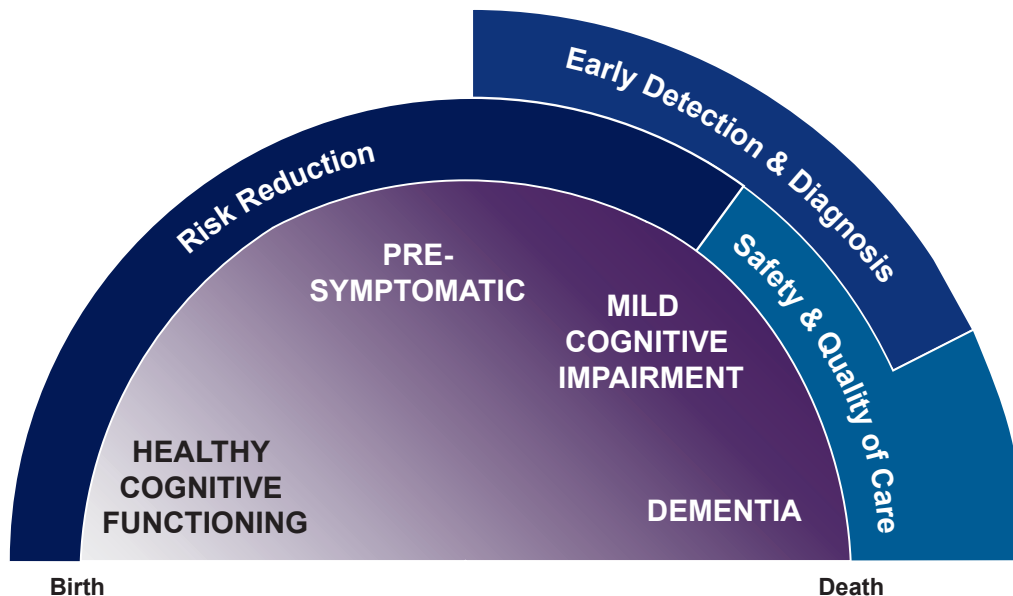 Early Detection & Diagnosis
Risk Reduction
Safety & Quality of Care
PRE-
SYMPTOMATIC
MILD
COGNITIVE
IMPAIRMENT
HEALTHY
COGNITIVE
FUNCTIONING
DEMENTIA
Birth
Death